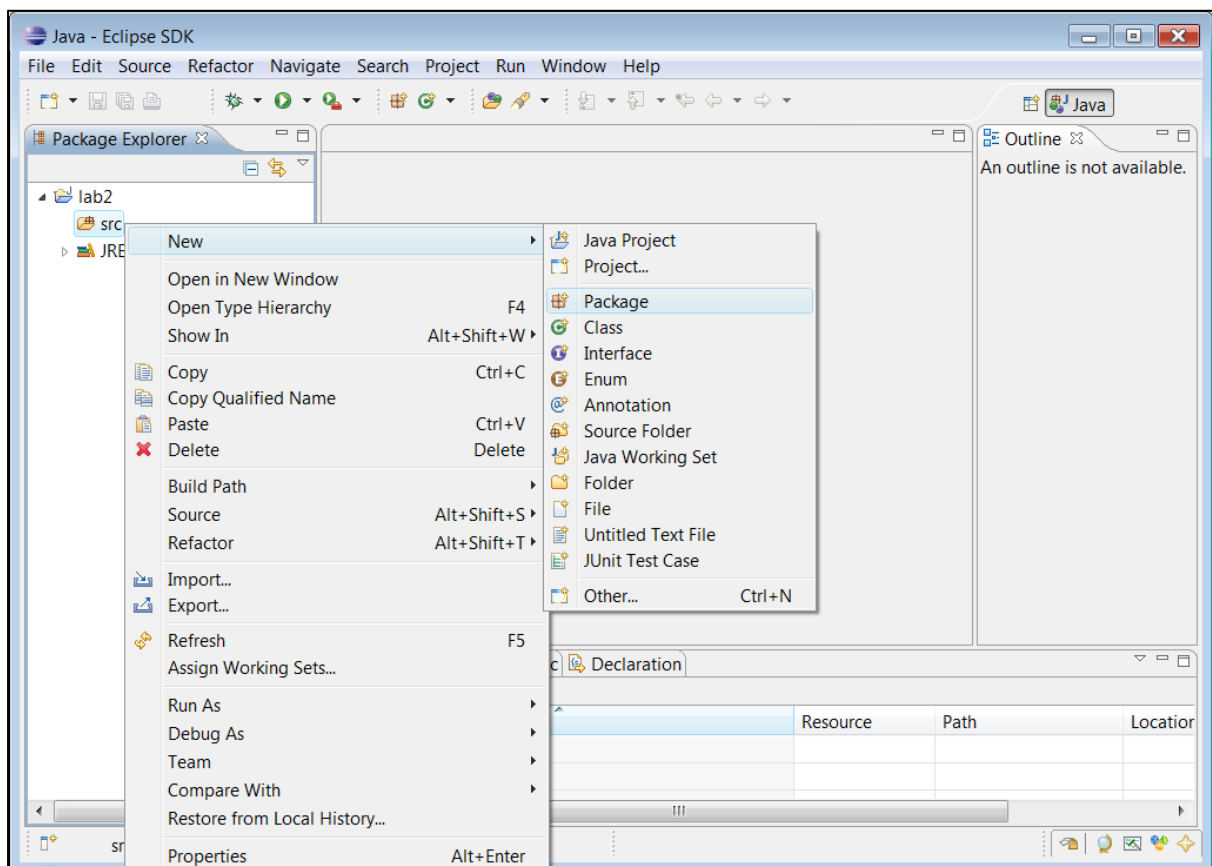 Java - Eclipse SDK
File Edit Source Refactor Navigate Search Project Run Window Help
Java
Package Explorer
Outline
An outline is not available.
lab2
src
JRE
New
Open in New Window
Open Type Hierarchy F4
Show In Alt+Shift+W
Copy Ctrl+C
Copy Qualified Name
Paste Ctrl+V
Delete Delete
Build Path
Source Alt+Shift+S
Refactor Alt+Shift+T
Import...
Export...
Refresh F5
Assign Working Sets...
Run As
Debug As
Team
Compare With
Restore from Local History...
Properties Alt+Enter
Java Project
Project...
Package
Class
Interface
Enum
Annotation
Source Folder
Java Working Set
Folder
File
Untitled Text File
JUnit Test Case
Other... Ctrl+N
c Declaration
Resource Path Location
sr